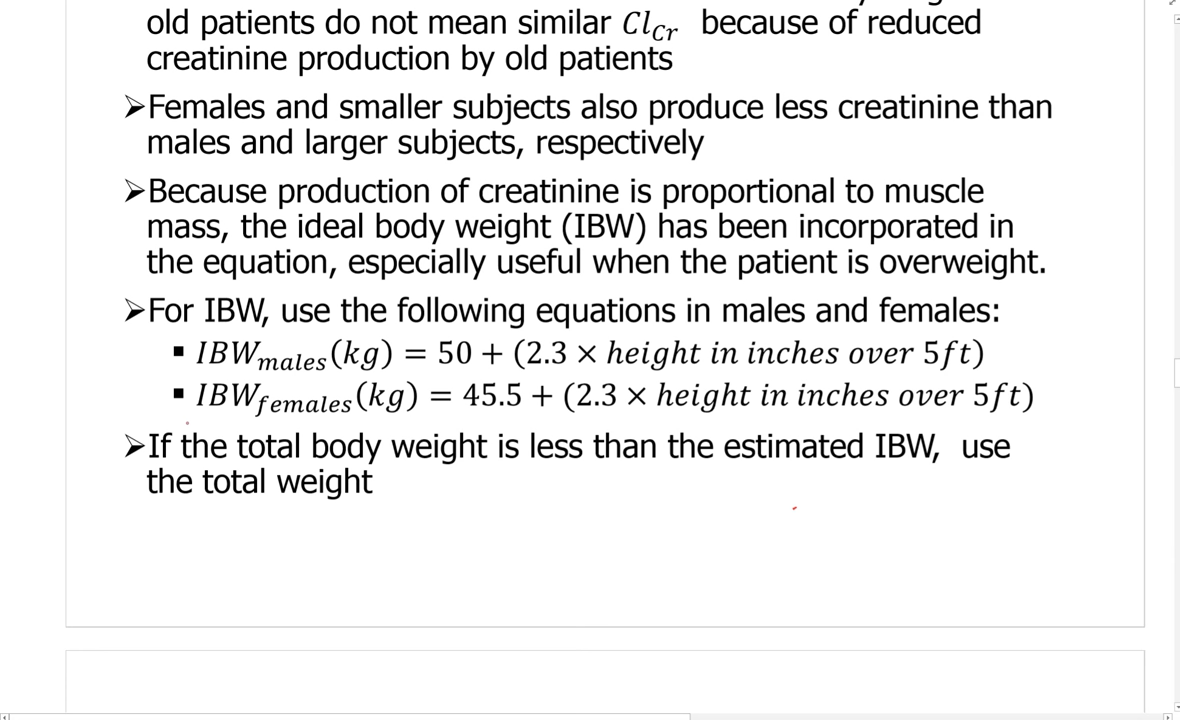 old patients do not mean similar Cl_Cr because of reduced
creatinine production by old patients
➢Females and smaller subjects also produce less creatinine than
males and larger subjects, respectively
➢Because production of creatinine is proportional to muscle
mass, the ideal body weight (IBW) has been incorporated in
the equation, especially useful when the patient is overweight.
➢For IBW, use the following equations in males and females:
▪ IBW_males(kg) = 50 + (2.3 × height in inches over 5ft)
▪ IBW_females(kg) = 45.5 + (2.3 × height in inches over 5ft)
➢If the total body weight is less than the estimated IBW, use
the total weight